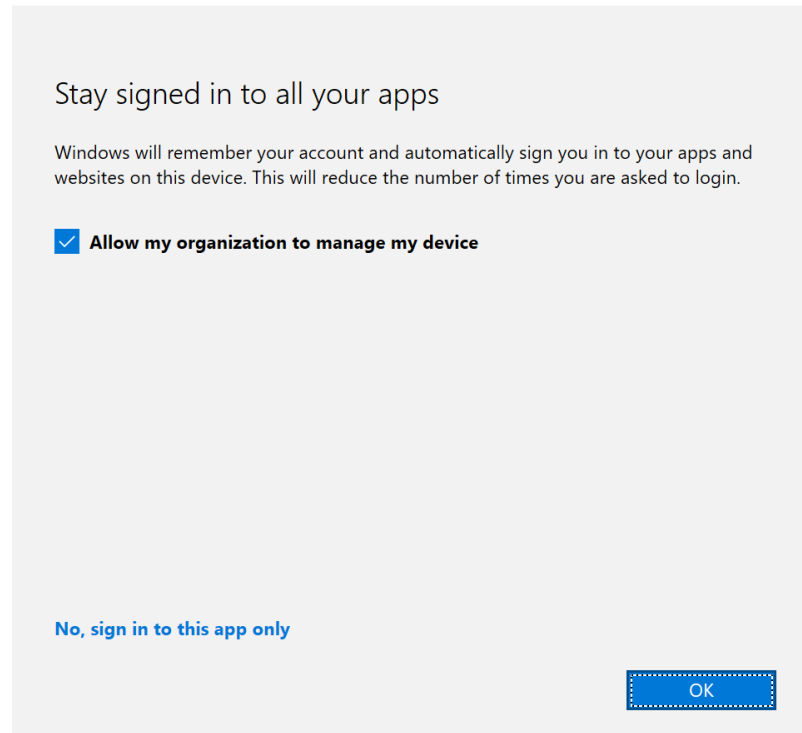 Stay signed in to all your apps
Windows will remember your account and automatically sign you in to your apps and
websites on this device. This will reduce the number of times you are asked to login.
Allow my organization to manage my device
No, sign in to this app only
OK